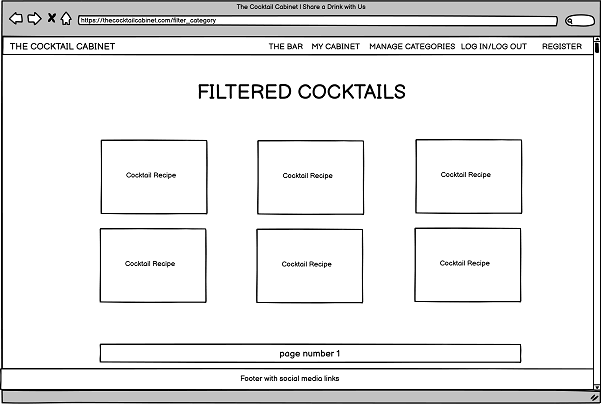 The Cocktail Cabinet | Share a Drink with Us
https://thecocktailcabinet.com/filter_category
THE COCKTAIL CABINET THE BAR MY CABINET MANAGE CATEGORIES LOG IN/LOG OUT REGISTER
FILTERED COCKTAILS
Cocktail Recipe Cocktail Recipe Cocktail Recipe
Cocktail Recipe Cocktail Recipe Cocktail Recipe
page number 1
Footer with social media links